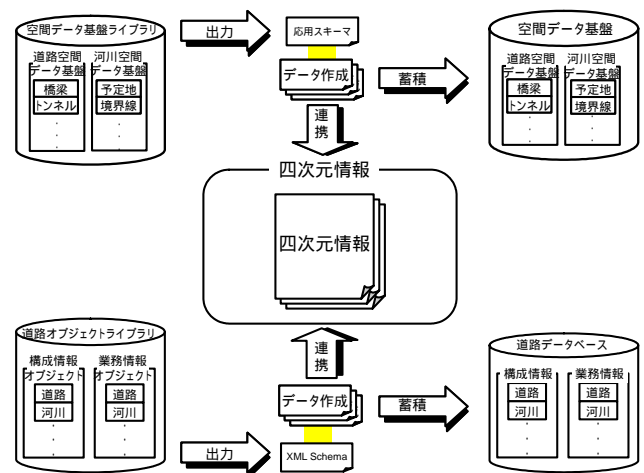 空間データ基盤ライブラリ
道路空間
データ基盤
橋梁
トンネル
河川空間
データ基盤
予定地
境界線
出力
応用スキーマ
データ作成
蓄積
空間データ基盤
道路空間
データ基盤
橋梁
トンネル
河川空間
データ基盤
予定地
境界線
連携
四次元情報
四次元情報
連携
道路オブジェクトライブラリ
構成情報
オブジェクト
道路
河川
業務情報
オブジェクト
道路
河川
データ作成
蓄積
出力
XML Schema
道路データベース
構成情報
道路
河川
業務情報
道路
河川